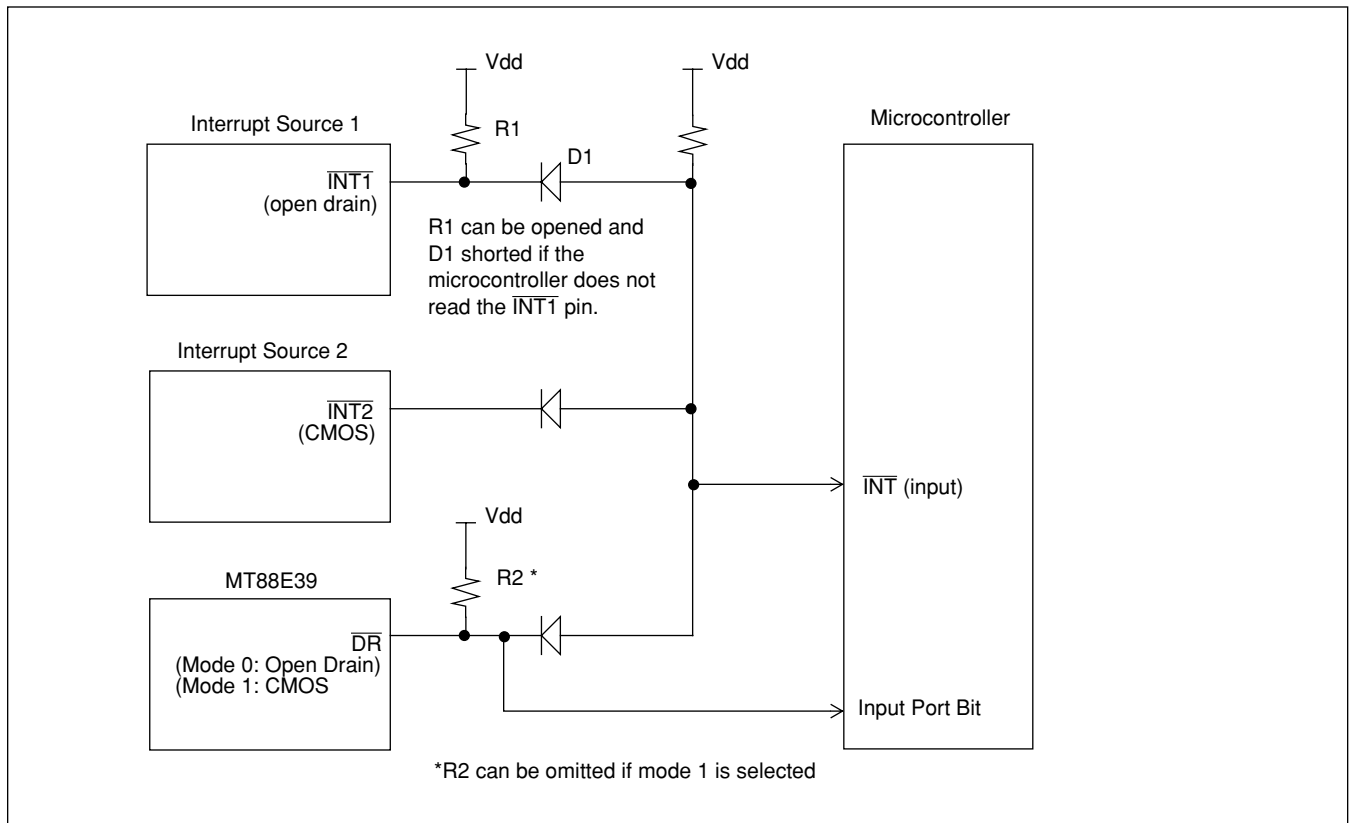 Vdd
Vdd
Interrupt Source 1
R1
Microcontroller
D1
INT1
(open drain)
R1 can be opened and
D1 shorted if the
microcontroller does not
read the INT1 pin.
Interrupt Source 2
INT2
(CMOS)
INT (input)
Vdd
MT88E39
R2 *
DR
(Mode 0: Open Drain)
(Mode 1: CMOS
Input Port Bit
*R2 can be omitted if mode 1 is selected